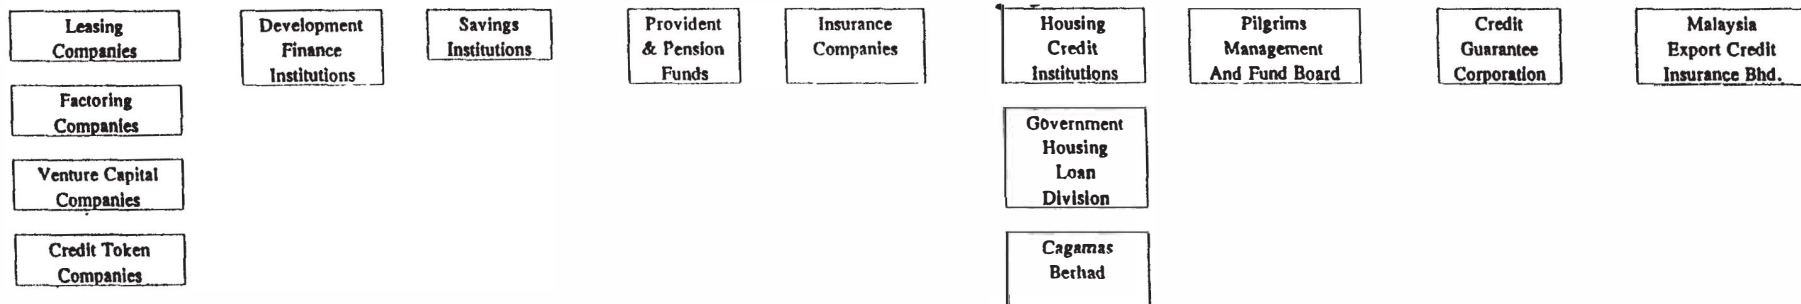 Leasing
Companies
Development
Finance
Institutions
Savings
Institutions
Provident
& Pension
Funds
Insurance
Companies
Housing
Credit
Institutions
Pilgrims
Management
And Fund Board
Credit
Guarantee
Corporation
Malaysia
Export Credit
Insurance Bhd.
Factoring
Companies
Government
Housing
Loan
Division
Venture Capital
Companies
Credit Token
Companies
Cagamas
Berhad